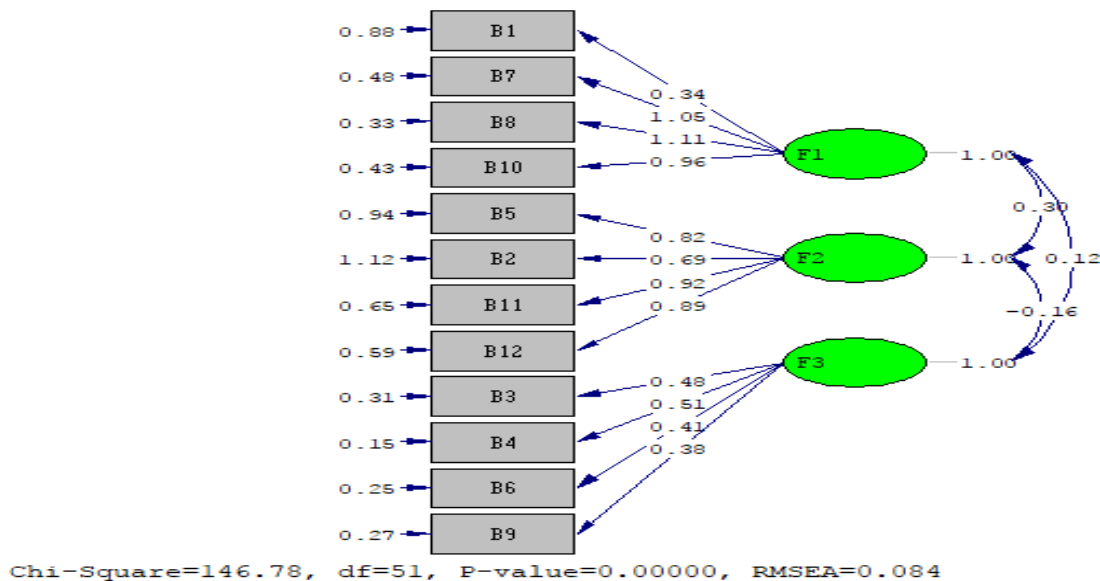 0.88 B1
0.48 B7
0.34
1.05
0.33 B8
1.11
F1 1.00
0.43 B10
0.96
0.94 B5
0.30
0.82
1.12 B2
0.69
F2 1.00
0.12
0.92
0.65 B11
0.89
-0.16
0.59 B12
F3 1.00
0.31 B3
0.48
0.51
0.41
0.15 B4
0.38
0.25 B6
0.27 B9
Chi-Square=146.78, df=51, P-value=0.00000, RMSEA=0.084